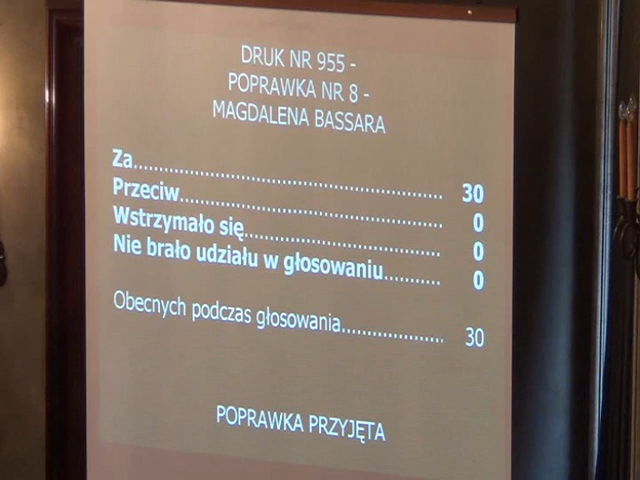 DRUK NR 955 -
POPRAWKA NR 8 -
MAGDALENA BASSARA
Za.................................................... 30
Przeciw............................................ 0
Wstrzymało się................................. 0
Nie brało udziału w głosowaniu.......... 0
Obecnych podczas głosowania................. 30
POPRAWKA PRZYJĘTA